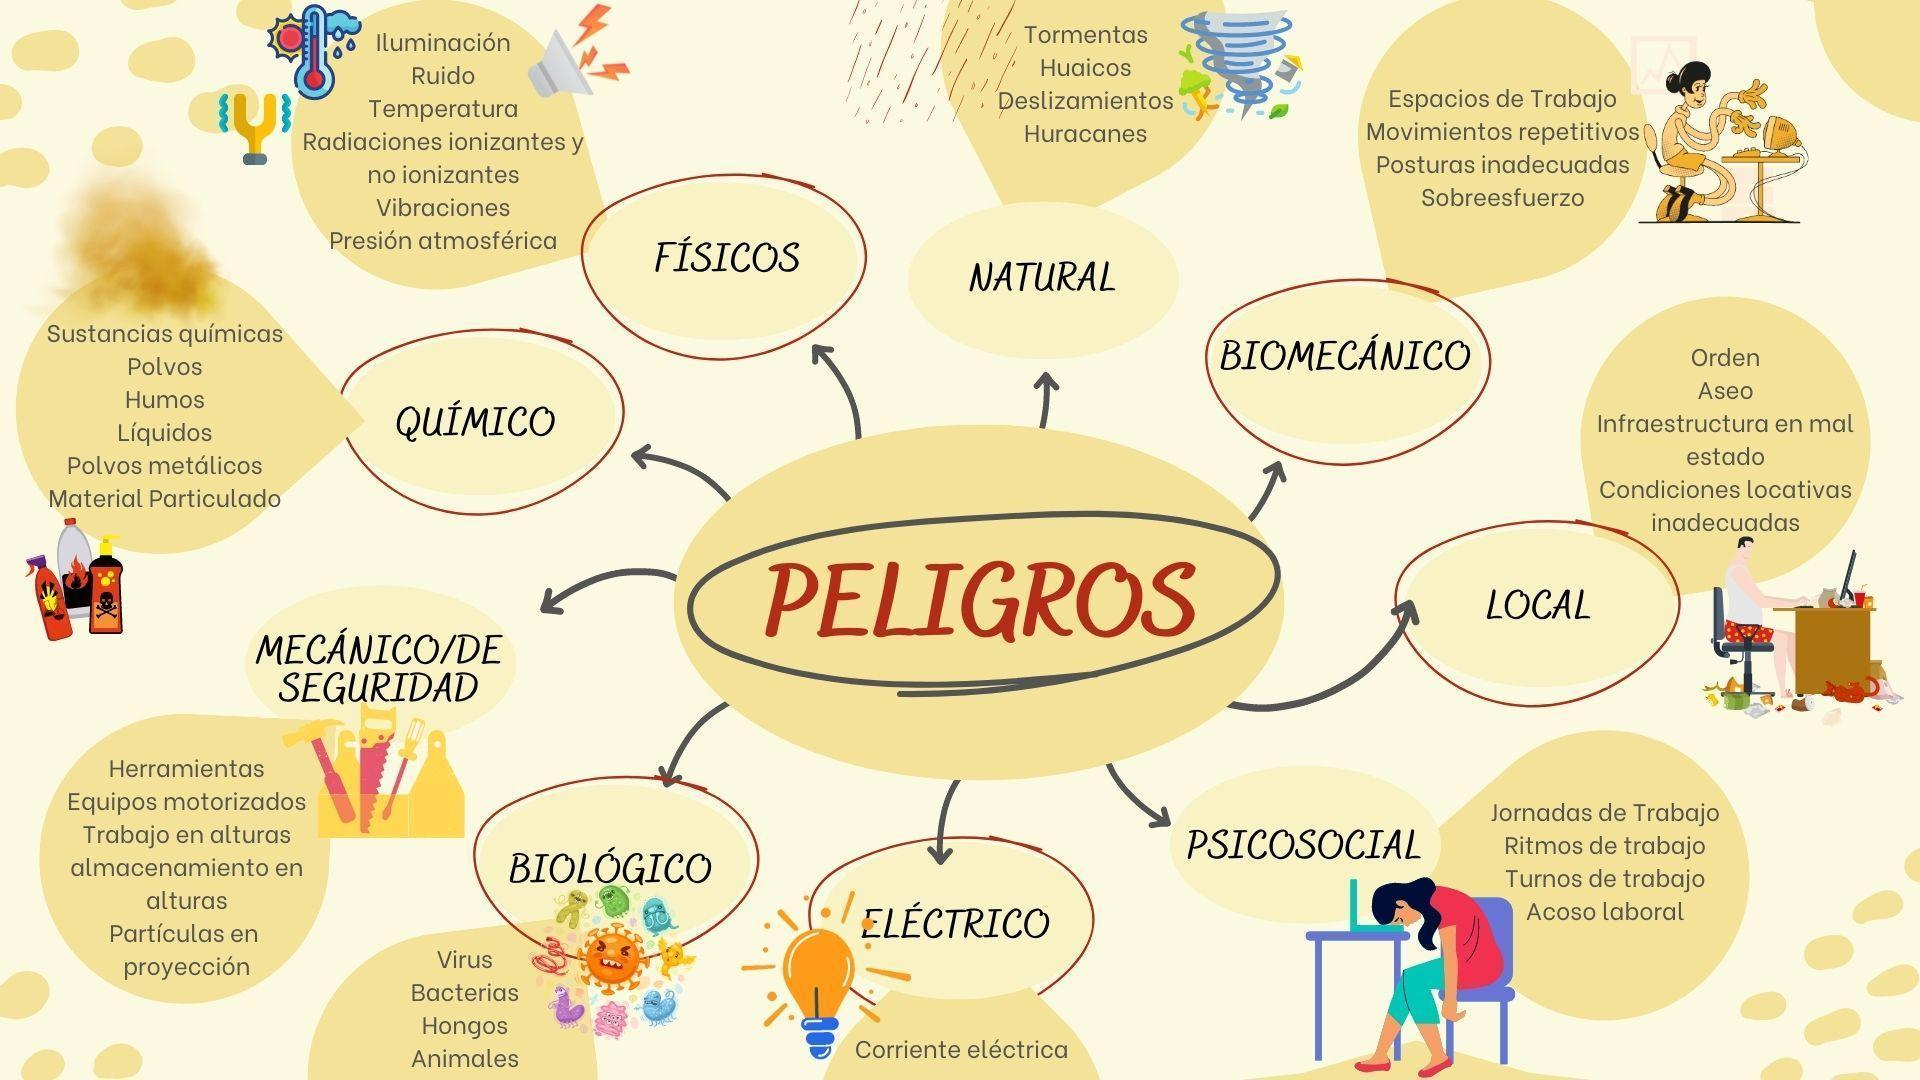 PELIGROS
FÍSICOS
Iluminación
Ruido
Temperatura
Radiaciones ionizantes y
no ionizantes
Vibraciones
Presión atmosférica
NATURAL
Tormentas
Huaicos
Deslizamientos
Huracanes
BIOMECÁNICO
Espacios de Trabajo
Movimientos repetitivos
Posturas inadecuadas
Sobreesfuerzo
LOCAL
Orden
Aseo
Infraestructura en mal
estado
Condiciones locativas
inadecuadas
PSICOSOCIAL
Jornadas de Trabajo
Ritmos de trabajo
Turnos de trabajo
Acoso laboral
ELÉCTRICO
Corriente eléctrica
BIOLÓGICO
Virus
Bacterias
Hongos
Animales
MECÁNICO/DE
SEGURIDAD
Herramientas
Equipos motorizados
Trabajo en alturas
almacenamiento en
alturas
Partículas en
proyección
QUÍMICO
Sustancias químicas
Polvos
Humos
Líquidos
Polvos metálicos
Material Particulado